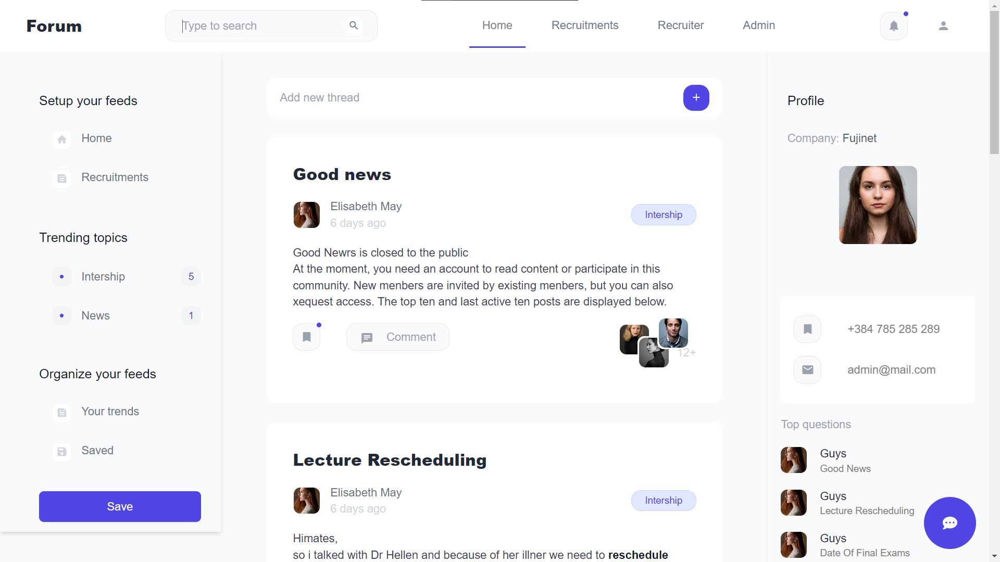 Forum
Type to search
Home
Recruitments
Recruiter
Admin
Setup your feeds
Home
Recruitments
Trending topics
Intership
5
News
1
Organize your feeds
Your trends
Saved
Save
Add new thread
+
Good news
Elisabeth May
6 days ago
Intership
Good Newrs is closed to the public
At the moment, you need an account to read content or participate in this
community. New menbers are invited by existing menbers, but you can also
xequest access. The top ten and last active ten posts are displayed below.
Comment
12+
Lecture Rescheduling
Elisabeth May
6 days ago
Intership
Himates,
so i talked with Dr Hellen and because of her illner we need to reschedule
Profile
Company: Fujinet
+384 785 285 289
admin@mail.com
Top questions
Guys
Good News
Guys
Lecture Rescheduling
Guys
Date Of Final Exams